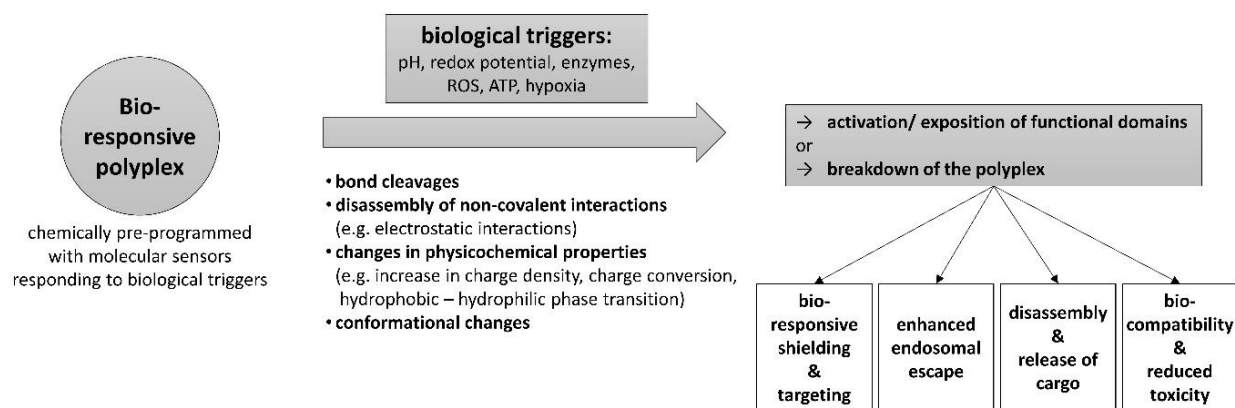 Bio-
responsive
polyplex
chemically pre-programmed
with molecular sensors
responding to biological triggers
biological triggers:
pH, redox potential, enzymes,
ROS, ATP, hypoxia
• bond cleavages
• disassembly of non-covalent interactions
(e.g. electrostatic interactions)
• changes in physicochemical properties
(e.g. increase in charge density, charge conversion,
hydrophobic – hydrophilic phase transition)
• conformational changes
→ activation/ exposition of functional domains
or
→ breakdown of the polyplex
bio-
responsive
shielding
&
targeting
enhanced
endosomal
escape
disassembly
&
release of
cargo
bio-
compatibility
&
reduced
toxicity